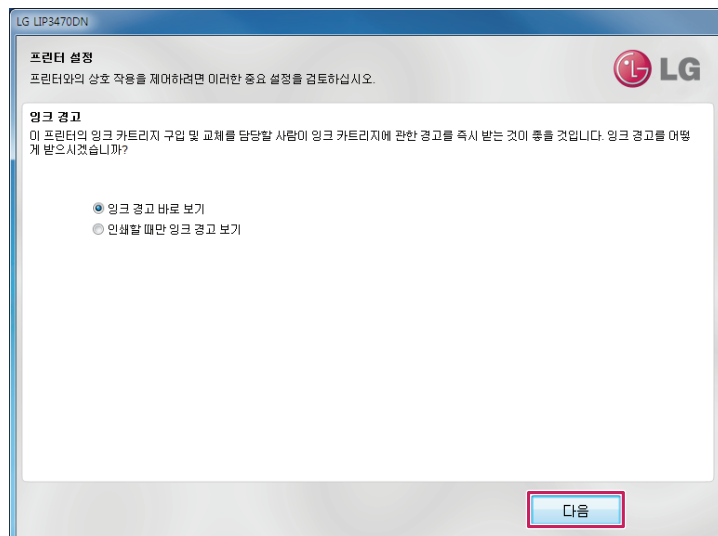 LG LIP3470DN
프린터 설정
프린터와의 상호 작용을 제어하려면 이러한 중요 설정을 검토하십시오.
LG
잉크 경고
이 프린터의 잉크 카트리지 구입 및 교체를 담당할 사람이 잉크 카트리지에 관한 경고를 즉시 받는 것이 좋을 것입니다. 잉크 경고를 어떻
게 받으시겠습니까?
잉크 경고 바로 보기
인쇄할 때만 잉크 경고 보기
다음